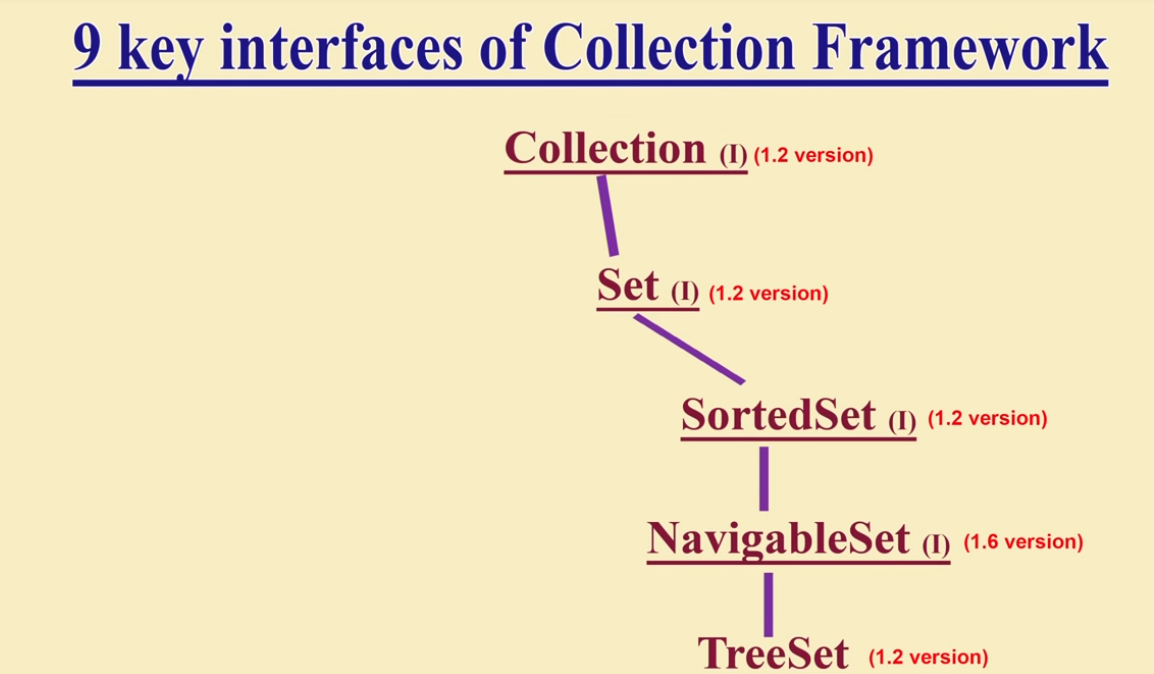 9 key interfaces of Collection Framework
Collection (I) (1.2 version)
Set (I) (1.2 version)
SortedSet (I) (1.2 version)
NavigableSet (I) (1.6 version)
TreeSet (1.2 version)